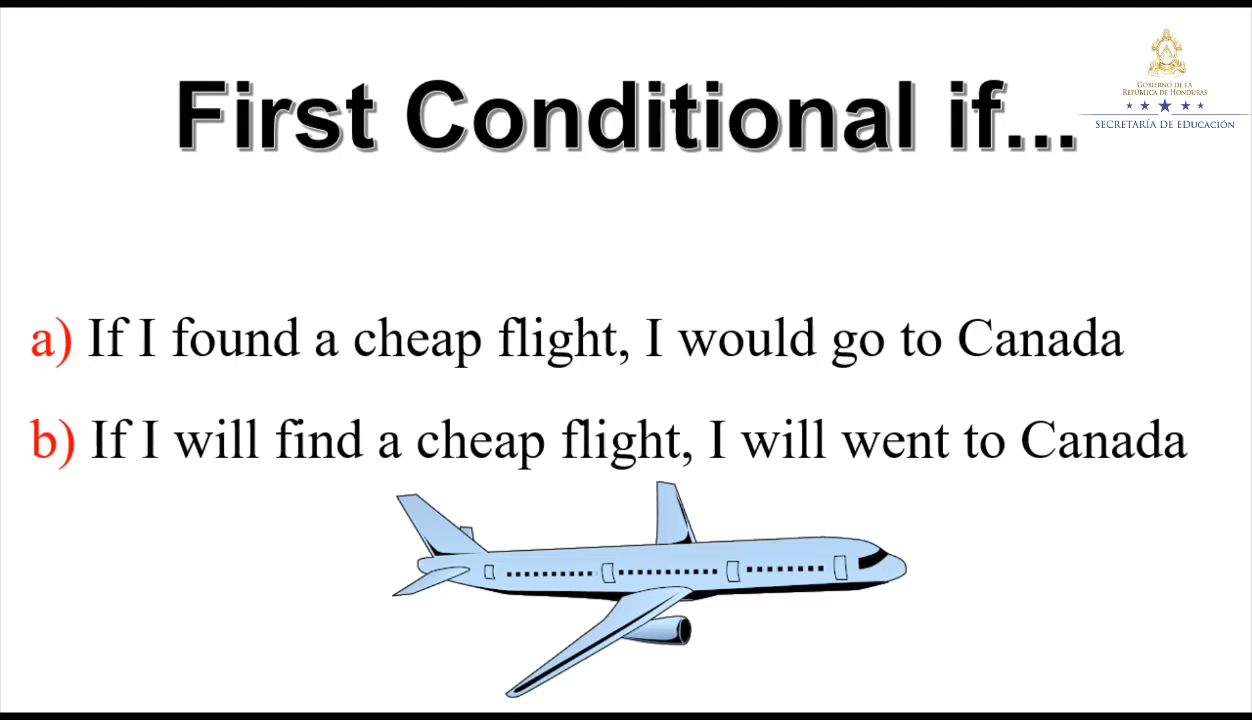 GOBIERNO DE LA
REPÚBLICA DE HONDURAS
SECRETARÍA DE EDUCACIÓN
First Conditional if...
a) If I found a cheap flight, I would go to Canada
b) If I will find a cheap flight, I will went to Canada